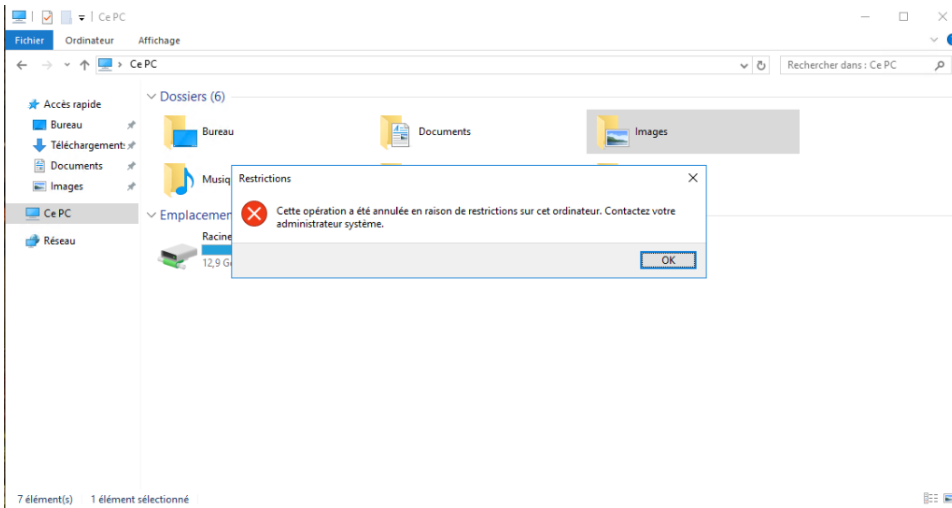 Ce PC
Fichier Ordinateur Affichage
Ce PC
Rechercher dans : Ce PC
Accès rapide
Bureau
Téléchargements
Documents
Images
Ce PC
Réseau
Dossiers (6)
Bureau
Documents
Images
Musiq
Emplacemen
Racine
12,9 G
Restrictions
Cette opération a été annulée en raison de restrictions sur cet ordinateur. Contactez votre
administrateur système.
OK
7 élément(s) 1 élément sélectionné